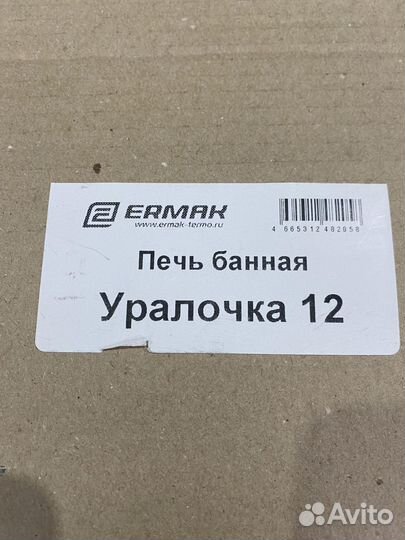 ERMAK
www.ermak-termo.ru
4 665312 482958
Печь банная
Уралочка 12
Avito